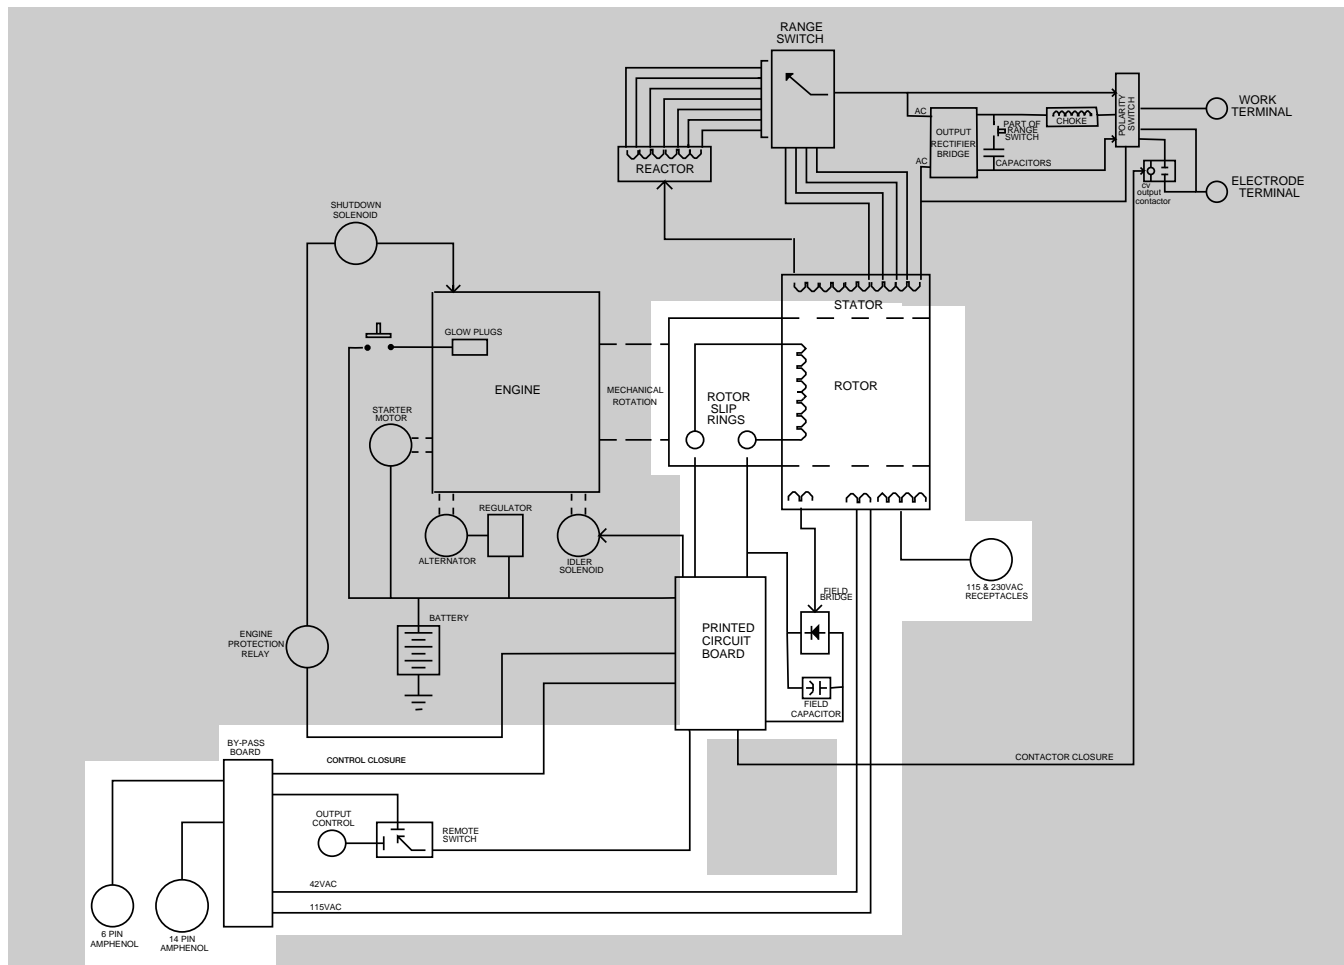 RANGE
SWITCH
WORK
TERMINAL
POLARITY
SWITCH
CHOKE
AC
OUTPUT
RECTIFIER
BRIDGE
PART OF
RANGE
SWITCH
CAPACITORS
AC
REACTOR
cv
output
contactor
ELECTRODE
TERMINAL
SHUTDOWN
SOLENOID
STATOR
GLOW PLUGS
ENGINE
MECHANICAL
ROTATION
ROTOR
SLIP
RINGS
ROTOR
STARTER
MOTOR
REGULATOR
ALTERNATOR
IDLER
SOLENOID
115 & 230VAC
RECEPTACLES
FIELD
BRIDGE
BATTERY
ENGINE
PROTECTION
RELAY
PRINTED
CIRCUIT
BOARD
FIELD
CAPACITOR
BY-PASS
BOARD
CONTROL CLOSURE
CONTACTOR CLOSURE
OUTPUT
CONTROL
REMOTE
SWITCH
42VAC
115VAC
6 PIN
AMPHENOL
14 PIN
AMPHENOL